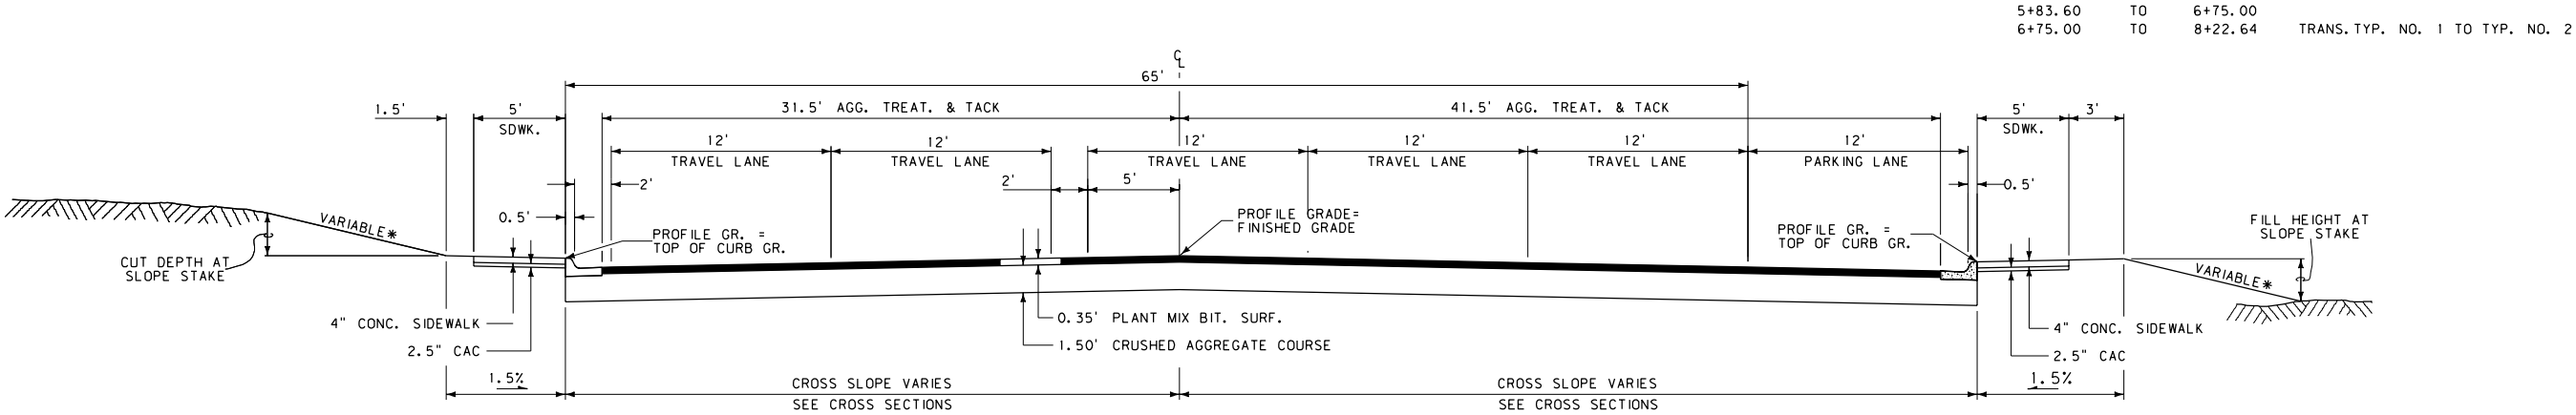 5+83.60 TO 6+75.00
6+75.00 TO 8+22.64 TRANS.TYP. NO. 1 TO TYP. NO. 2
CL
65'
1.5' 5' 31.5' AGG. TREAT. & TACK 41.5' AGG. TREAT. & TACK 5' 3'
SDWK. SDWK.
12' 12' 12' 12' 12' 12'
TRAVEL LANE TRAVEL LANE TRAVEL LANE TRAVEL LANE TRAVEL LANE PARKING LANE
2' 2' 5' 0.5'
0.5'
VARIABLE*
PROFILE GR. =
TOP OF CURB GR.
PROFILE GRADE=
FINISHED GRADE
PROFILE GR. =
TOP OF CURB GR.
FILL HEIGHT AT
SLOPE STAKE
CUT DEPTH AT
SLOPE STAKE
VARIABLE*
4" CONC. SIDEWALK
2.5" CAC
0.35' PLANT MIX BIT. SURF.
1.50' CRUSHED AGGREGATE COURSE
4" CONC. SIDEWALK
2.5" CAC
1.5% CROSS SLOPE VARIES CROSS SLOPE VARIES 1.5%
SEE CROSS SECTIONS SEE CROSS SECTIONS